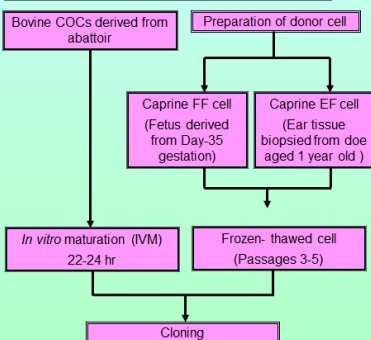 Bovine COCs derived from
abattoir
Preparation of donor cell
Caprine FF cell
(Fetus derived
from Day-35
gestation)
Caprine EF cell
(Ear tissue
biopsied from doe
aged 1 year old )
In vitro maturation (IVM)
22-24 hr
Frozen- thawed cell
(Passages 3-5)
Cloning